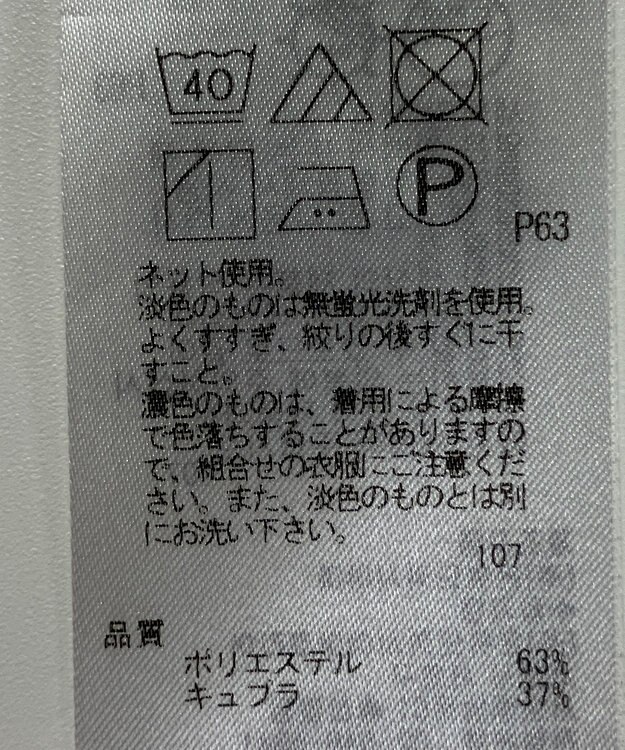 40
P
P63
ネット使用。
淡色のものは無蛍光洗剤を使用。
よくすすぎ、絞りの後すぐに干
すこと。
濃色のものは、着用による摩擦
で色落ちすることがありますの
で、組合せの衣服にご注意くだ
さい。また、淡色のものとは別
にお洗い下さい。
107
品質
ポリエステル 63%
キュプラ 37%